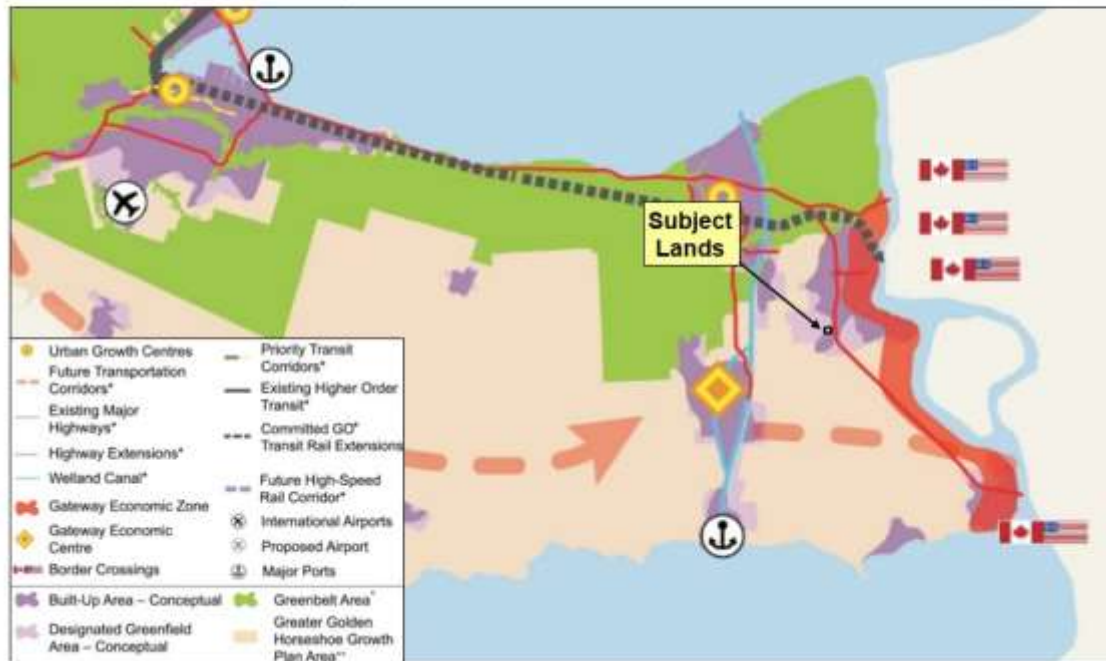 Subject
Lands
Urban Growth Centres
Future Transportation
Corridors*
Existing Major
Highways*
Highway Extensions*
Welland Canal*
Gateway Economic Zone
Gateway Economic
Centre
Border Crossings
Priority Transit
Corridors*
Existing Higher Order
Transit*
Committed GO*
Transit Rail Extensions
Future High-Speed
Rail Corridor*
International Airports
Proposed Airport
Major Ports
Built-Up Area – Conceptual
Designated Greenfield
Area – Conceptual
Greenbelt Area*
Greater Golden
Horseshoe Growth
Plan Area**